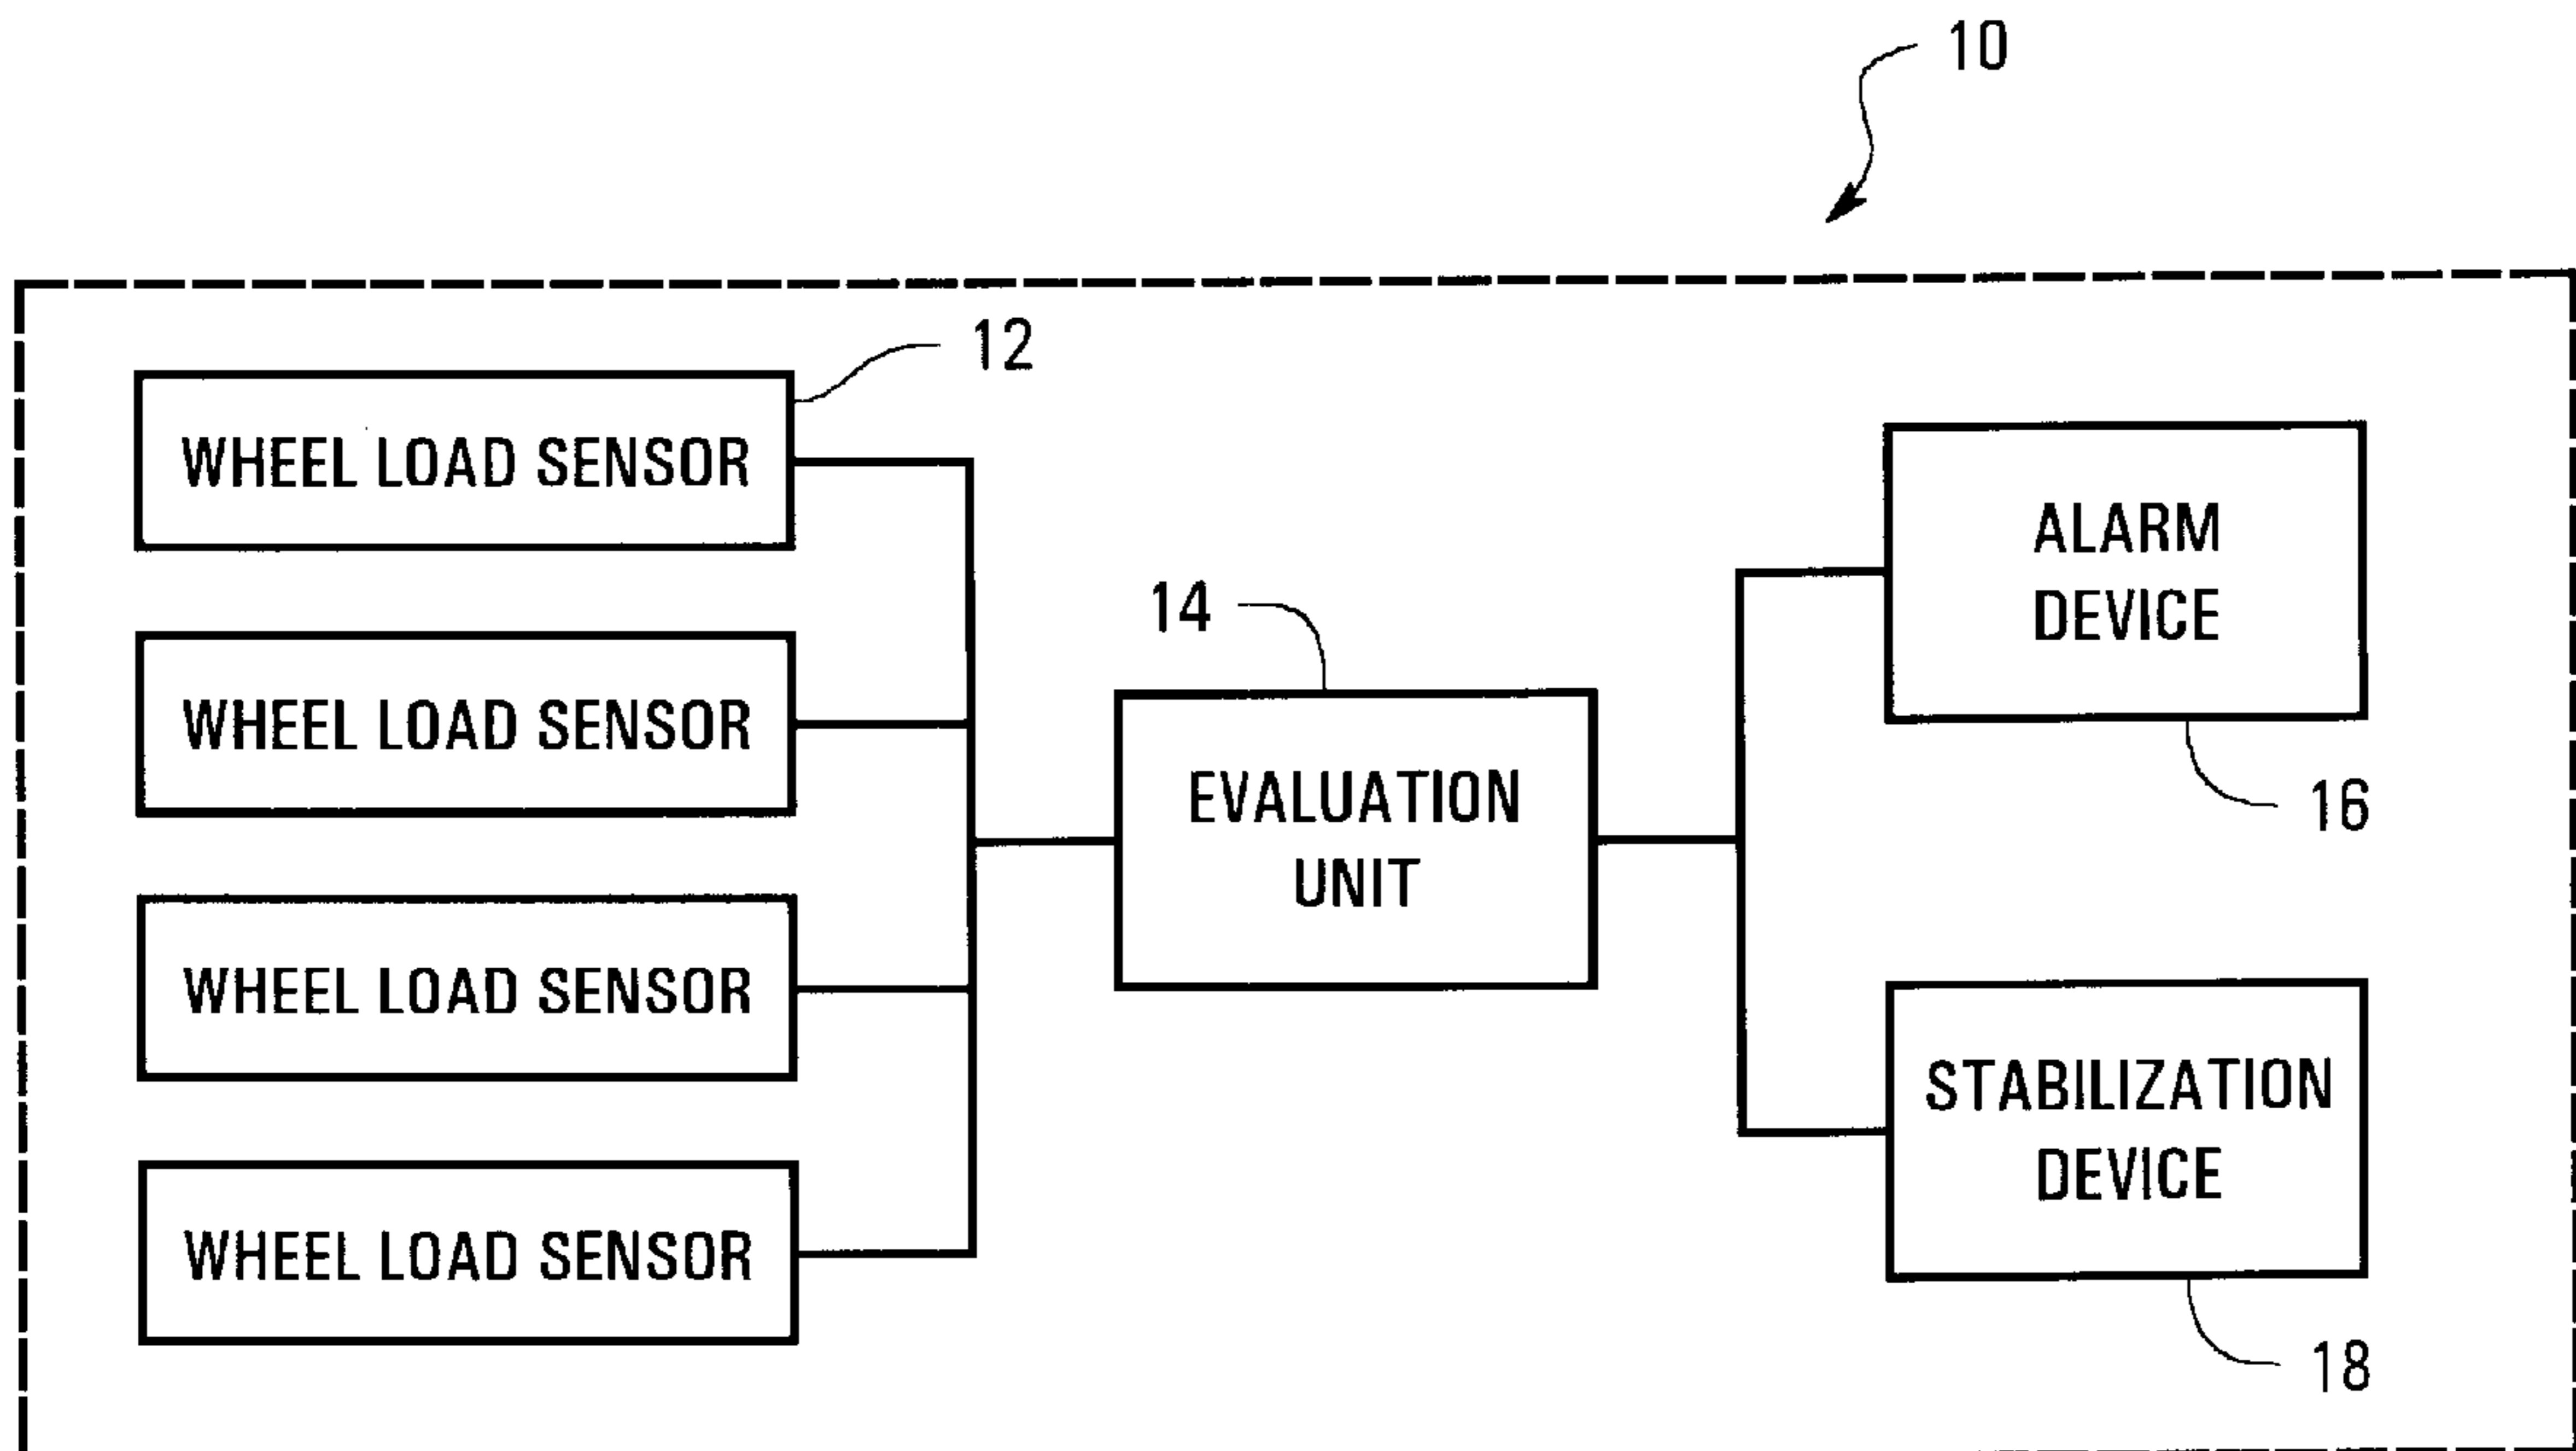 10
12
WHEEL LOAD SENSOR
WHEEL LOAD SENSOR
WHEEL LOAD SENSOR
WHEEL LOAD SENSOR
14
EVALUATION
UNIT
ALARM
DEVICE
16
STABILIZATION
DEVICE
18